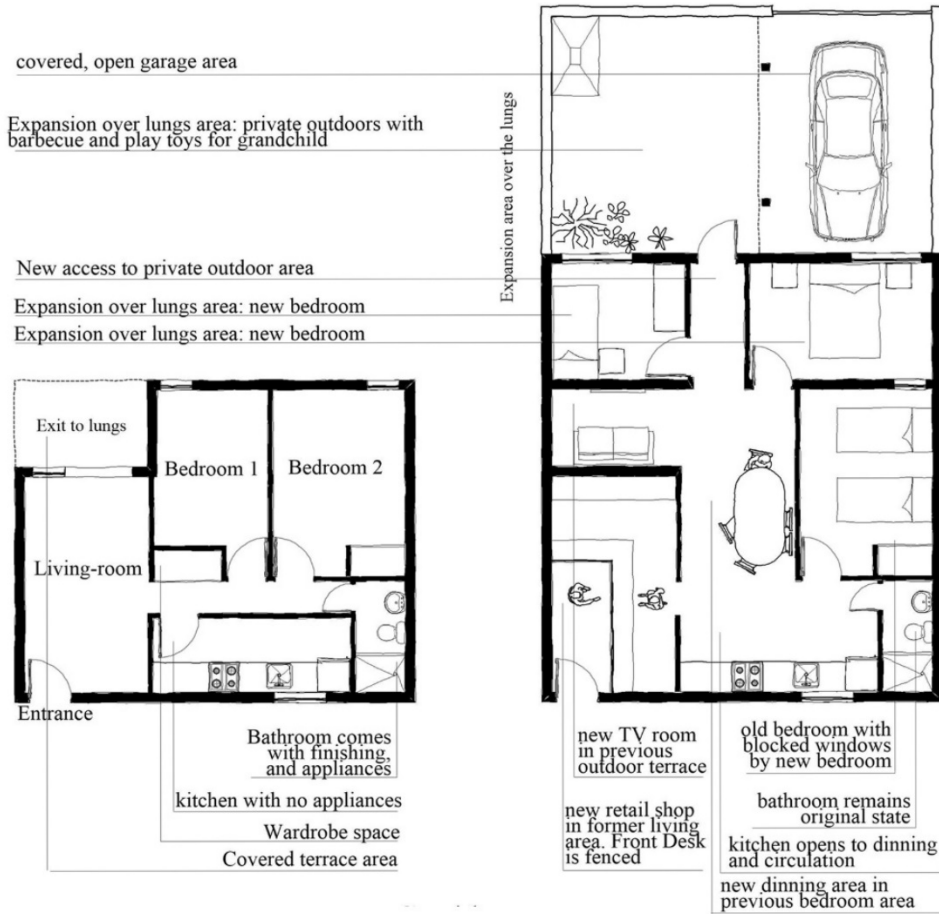 covered, open garage area
Expansion over lungs area: private outdoors with
barbecue and play toys for grandchild
Expansion area over the lungs
New access to private outdoor area
Expansion over lungs area: new bedroom
Expansion over lungs area: new bedroom
Exit to lungs
Bedroom 1
Bedroom 2
Living-room
Entrance
Bathroom comes
with finishing,
and appliances
kitchen with no appliances
Wardrobe space
Covered terrace area
new TV room
in previous
outdoor terrace
new retail shop
in former living
area. Front Desk
is fenced
old bedroom with
blocked windows
by new bedroom
bathroom remains
original state
kitchen opens to dinning
and circulation
new dinning area in
previous bedroom area